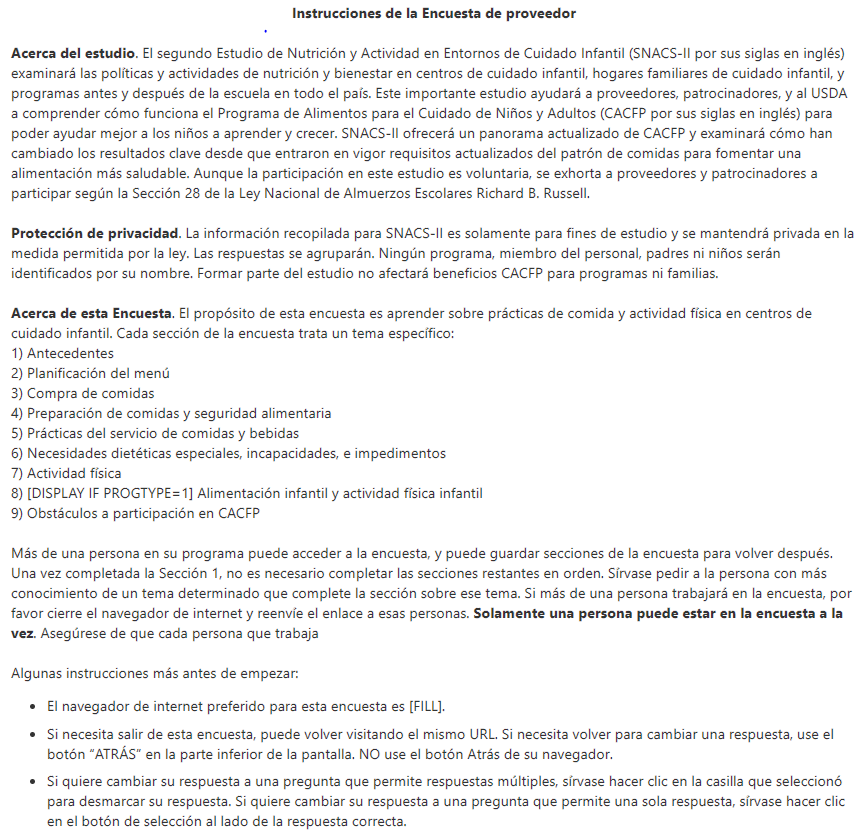 Instrucciones de la Encuesta de proveedor
Acerca del estudio. El segundo Estudio de Nutrición y Actividad en Entornos de Cuidado Infantil (SNACS-II por sus siglas en inglés)
examinará las políticas y actividades de nutrición y bienestar en centros de cuidado infantil, hogares familiares de cuidado infantil, y
programas antes y después de la escuela en todo el país. Este importante estudio ayudará a proveedores, patrocinadores, y al USDA
a comprender cómo funciona el Programa de Alimentos para el Cuidado de Niños y Adultos (CACFP por sus siglas en inglés) para
poder ayudar mejor a los niños a aprender y crecer. SNACS-II ofrecerá un panorama actualizado de CACFP y examinará cómo han
cambiado los resultados clave desde que entraron en vigor requisitos actualizados del patrón de comidas para fomentar una
alimentación más saludable. Aunque la participación en este estudio es voluntaria, se exhorta a proveedores y patrocinadores a
participar según la Sección 28 de la Ley Nacional de Almuerzos Escolares Richard B. Russell.
Protección de privacidad. La información recopilada para SNACS-II es solamente para fines de estudio y se mantendrá privada en la
medida permitida por la ley. Las respuestas se agruparán. Ningún programa, miembro del personal, padres ni niños serán
identificados por su nombre. Formar parte del estudio no afectará beneficios CACFP para programas ni familias.
Acerca de esta Encuesta. El propósito de esta encuesta es aprender sobre prácticas de comida y actividad física en centros de
cuidado infantil. Cada sección de la encuesta trata un tema específico:
1) Antecedentes
2) Planificación del menú
3) Compra de comidas
4) Preparación de comidas y seguridad alimentaria
5) Prácticas del servicio de comidas y bebidas
6) Necesidades dietéticas especiales, incapacidades, e impedimentos
7) Actividad física
8) [DISPLAY IF PROGTYPE=1] Alimentación infantil y actividad física infantil
9) Obstáculos a participación en CACFP
Más de una persona en su programa puede acceder a la encuesta, y puede guardar secciones de la encuesta para volver después.
Una vez completada la Sección 1, no es necesario completar las secciones restantes en orden. Sírvase pedir a la persona con más
conocimiento de un tema determinado que complete la sección sobre ese tema. Si más de una persona trabajará en la encuesta, por
favor cierre el navegador de internet y reenvíe el enlace a esas personas. Solamente una persona puede estar en la encuesta a la
vez. Asegúrese de que cada persona que trabaja
Algunas instrucciones más antes de empezar:
• El navegador de internet preferido para esta encuesta es [FILL].
• Si necesita salir de esta encuesta, puede volver visitando el mismo URL. Si necesita volver para cambiar una respuesta, use el
botón “ATRÁS” en la parte inferior de la pantalla. NO use el botón Atrás de su navegador.
• Si quiere cambiar su respuesta a una pregunta que permite respuestas múltiples, sírvase hacer clic en la casilla que seleccionó
para desmarcar su respuesta. Si quiere cambiar su respuesta a una pregunta que permite una sola respuesta, sírvase hacer clic
en el botón de selección al lado de la respuesta correcta.